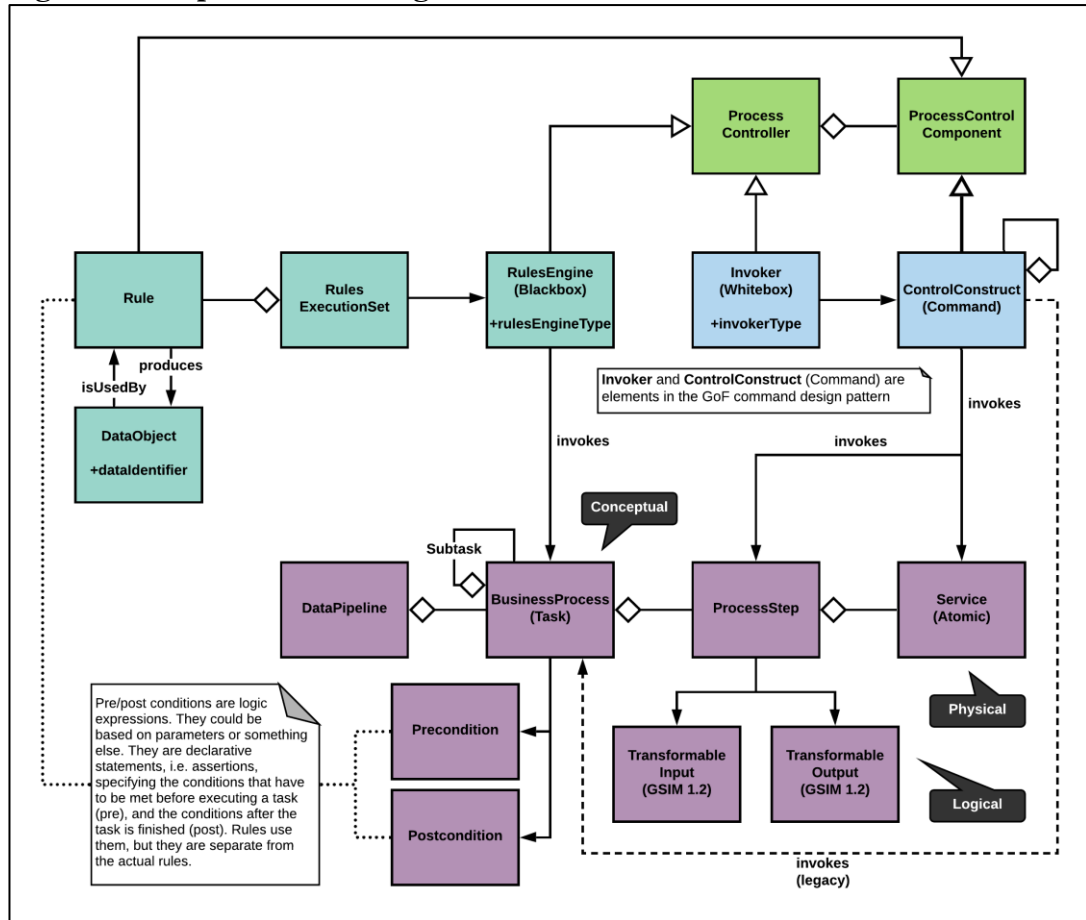 Process
Controller
ProcessControl
Component
Rule
Rules
ExecutionSet
RulesEngine
(Blackbox)
+rulesEngineType
Invoker
(Whitebox)
+invokerType
ControlConstruct
(Command)
produces
isUsedBy
DataObject
+dataIdentifier
Invoker and ControlConstruct (Command) are
elements in the GoF command design pattern
invokes
invokes
invokes
Conceptual
Subtask
DataPipeline
BusinessProcess
(Task)
ProcessStep
Service
(Atomic)
Physical
Pre/post conditions are logic
expressions. They could be
based on parameters or something
else. They are declarative
statements, i.e. assertions,
specifying the conditions that have
to be met before executing a task
(pre), and the conditions after the
task is finished (post). Rules use
them, but they are separate from
the actual rules.
Precondition
Postcondition
Transformable
Input
(GSIM 1.2)
Transformable
Output
(GSIM 1.2)
Logical
invokes
(legacy)